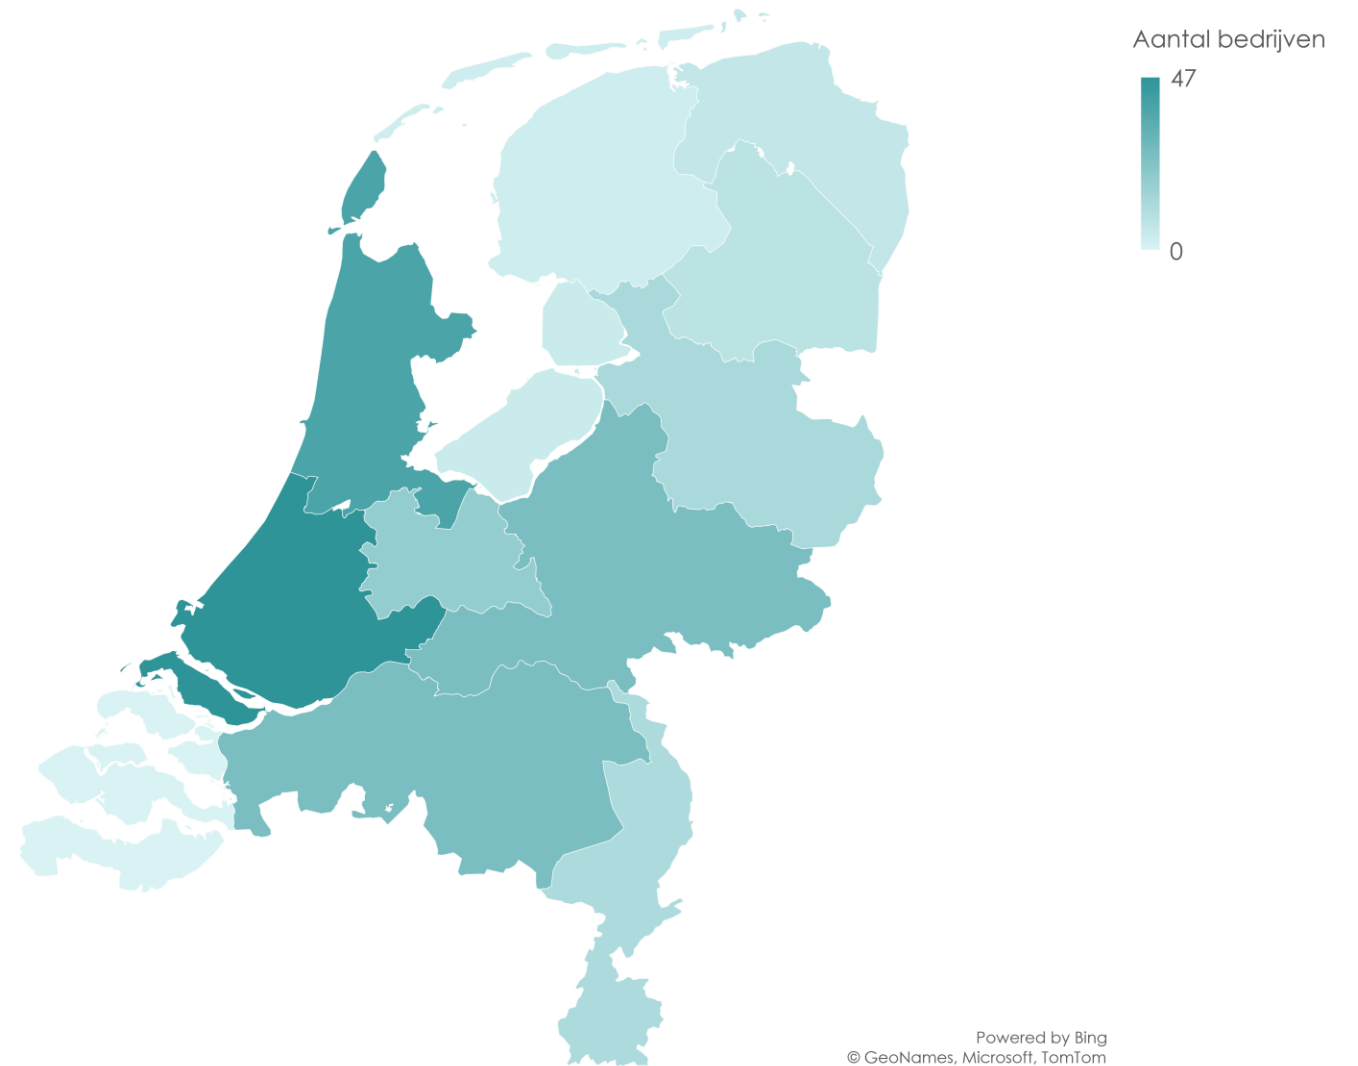 Aantal bedrijven
47
0
Powered by Bing
© GeoNames, Microsoft, TomTom